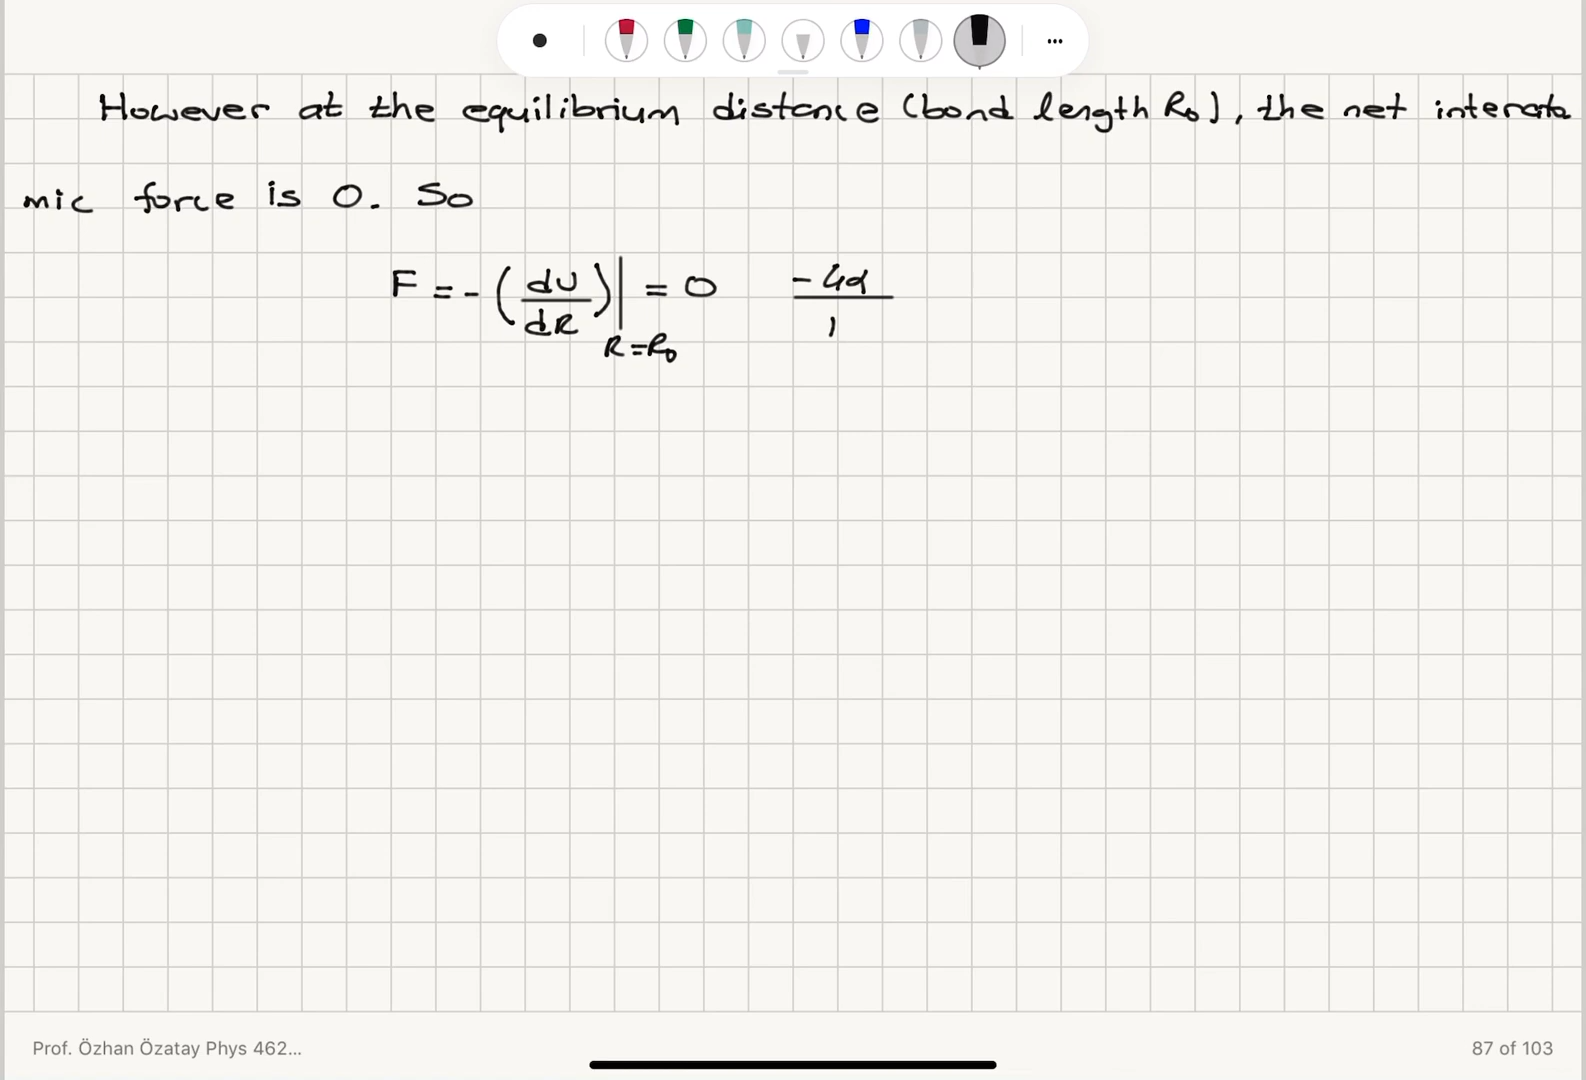 However at the equilibrium distance (bond length R₀), the net interato
mic force is 0. So
F = -(dU/dR)|R=R₀ = 0   -4α/
Prof. Özhan Özatay Phys 462...
87 of 103